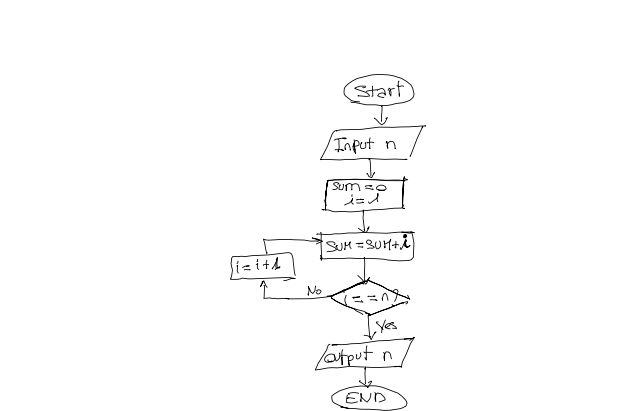 Start
Input n
sum=0
i=1
sum=sum+i
i=i+1
No
i==n?
Yes
output n
END